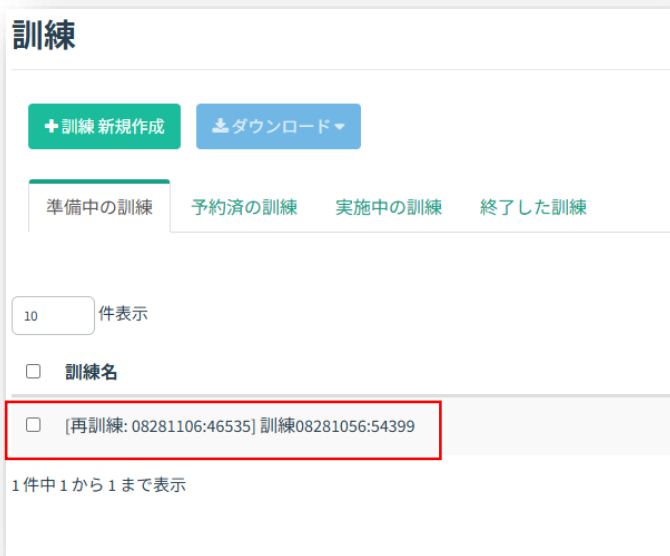 訓練
+訓練 新規作成
ダウンロード
準備中の訓練 予約済の訓練 実施中の訓練 終了した訓練
10 件表示
訓練名
[再訓練: 08281106:46535] 訓練08281056:54399
1 件中 1 から 1 まで表示